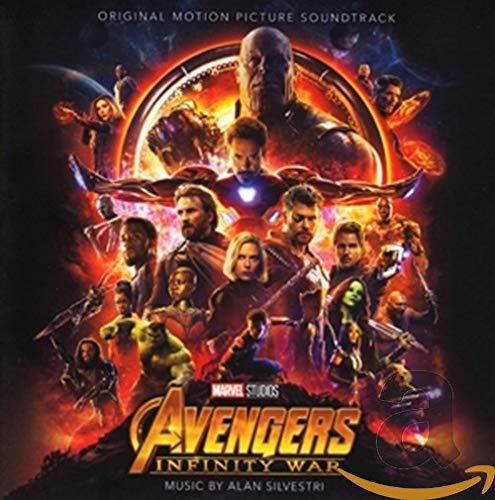 ORIGINAL MOTION PICTURE SOUNDTRACK
MARVEL STUDIOS
AVENGERS
INFINITY WAR
MUSIC BY ALAN SILVESTRI
a